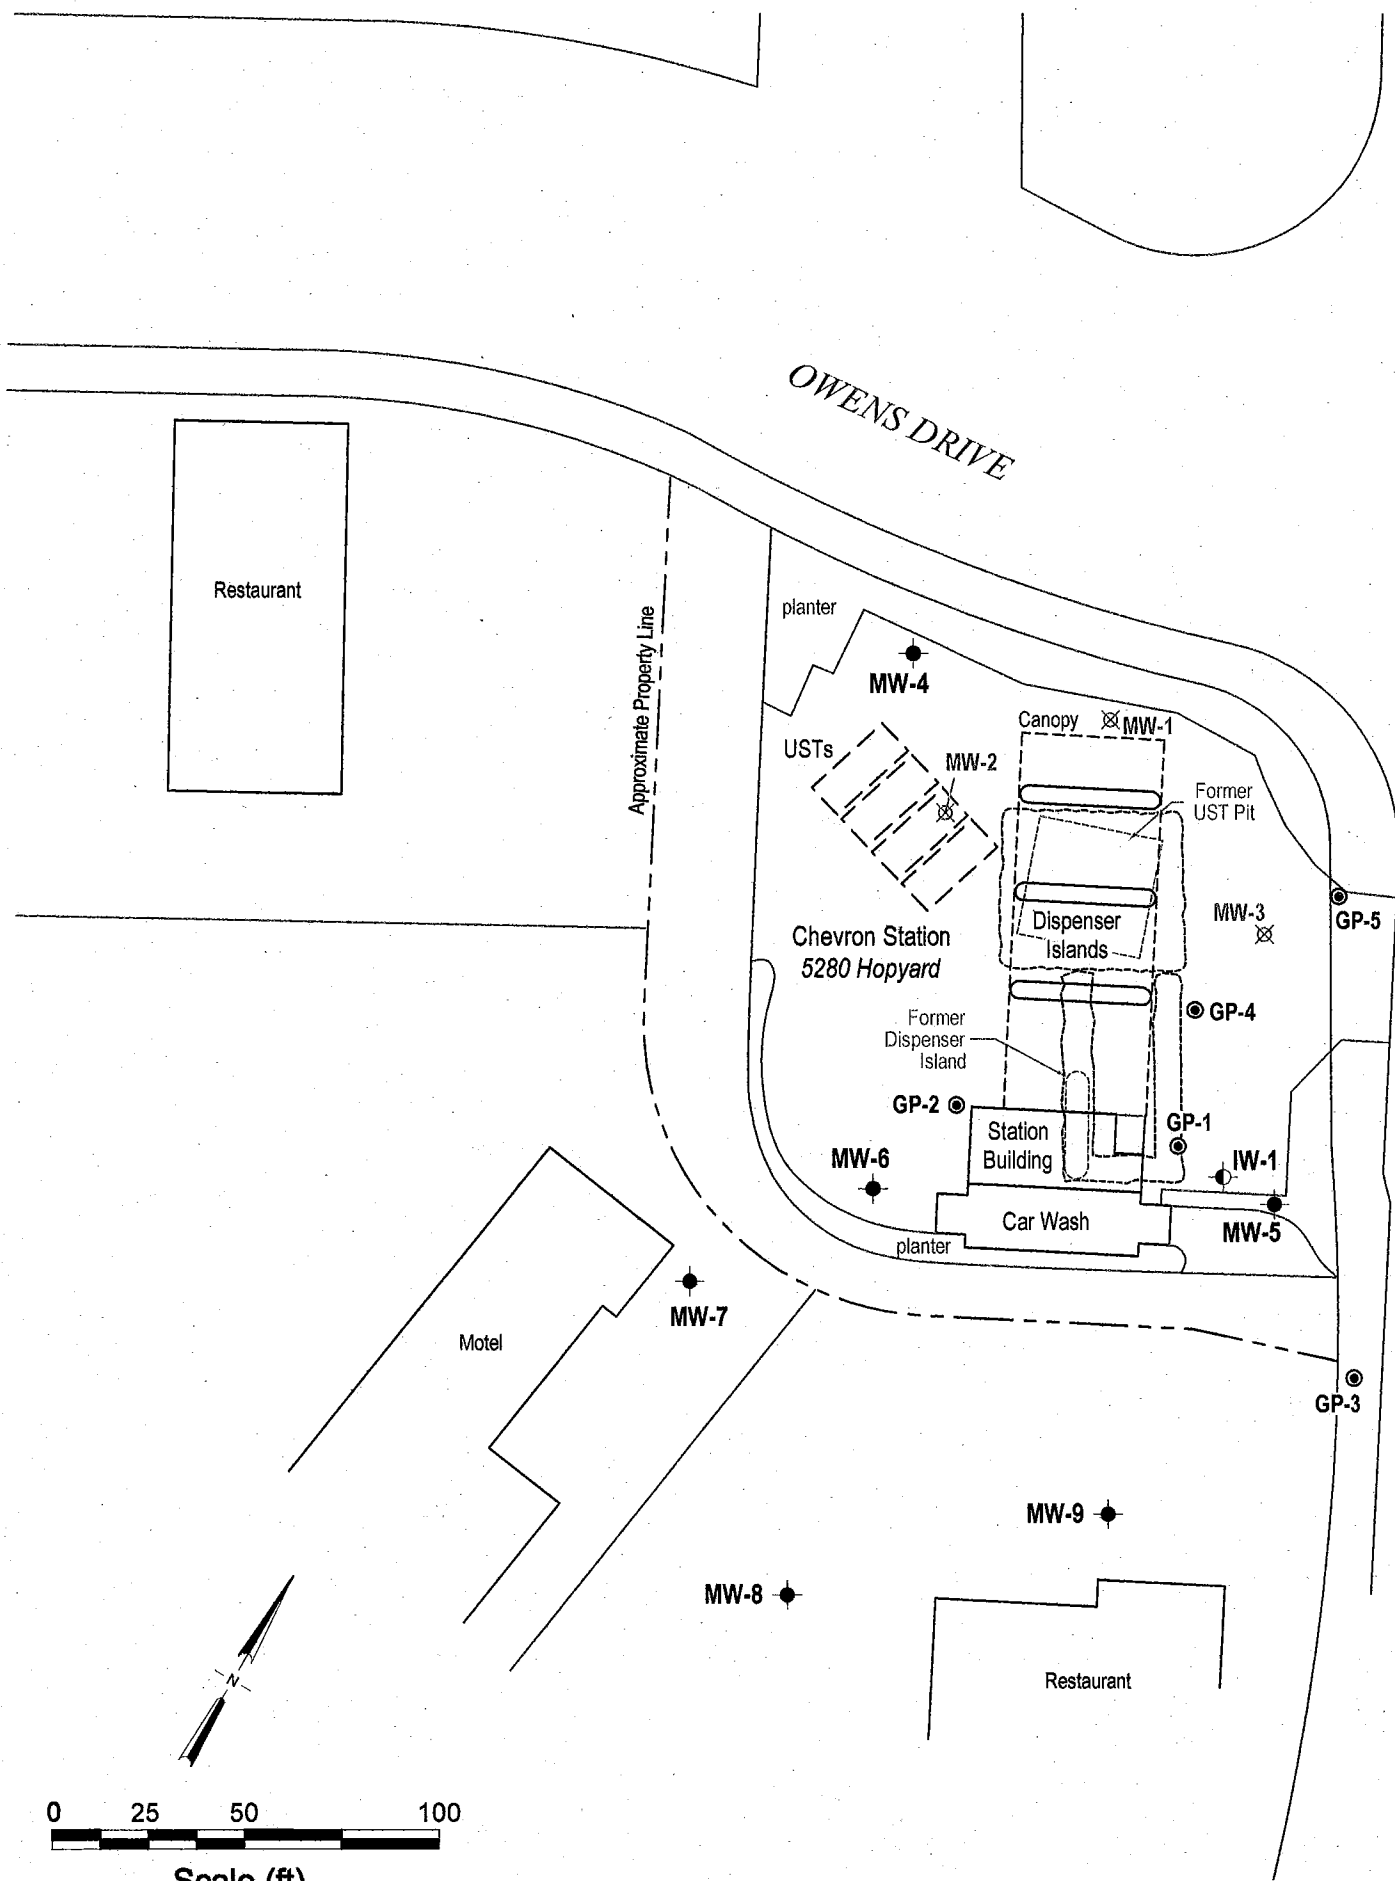 OWENS DRIVE
Restaurant
planter
Approximate Property Line
MW-4
Canopy
MW-1
USTs
MW-2
Former
UST Pit
MW-3
GP-5
Dispenser
Islands
Chevron Station
5280 Hopyard
GP-4
Former
Dispenser
Island
GP-2
GP-1
Station
Building
MW-6
IW-1
Car Wash
MW-5
planter
MW-7
Motel
GP-3
MW-9
MW-8
Restaurant
N
0 25 50 100
Scale (ft)